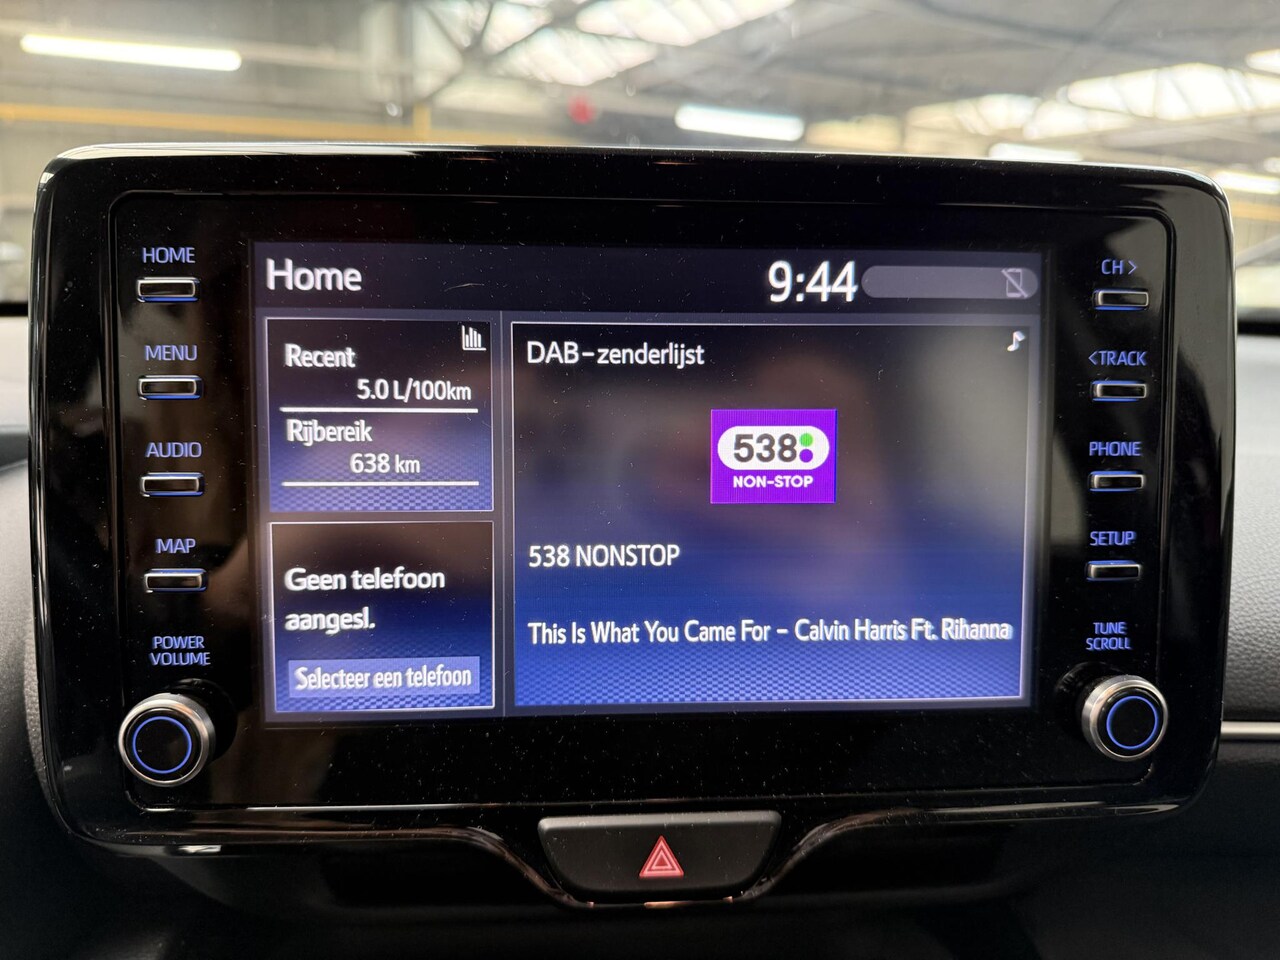 HOME
MENU
AUDIO
MAP
POWER
VOLUME
Home
9:44
Recent
5.0 L/100km
Rijbereik
638 km
Geen telefoon
aangesl.
Selecteer een telefoon
DAB-zenderlijst
538
NON-STOP
538 NONSTOP
This Is What You Came For - Calvin Harris Ft. Rihanna
CH >
<TRACK
PHONE
SETUP
TUNE
SCROLL